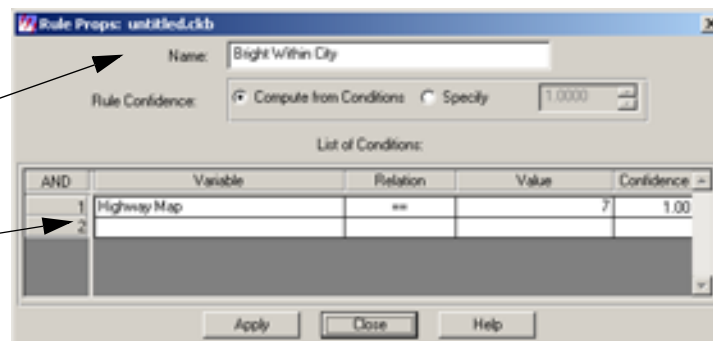 Rule Props: untitled.ckb
Name: Bright Within City
Rule Confidence: Compute from Conditions Specify 1.0000
List of Conditions:
AND Variable Relation Value Confidence
1 Highway Map == 7 1.00
2
Apply Close Help